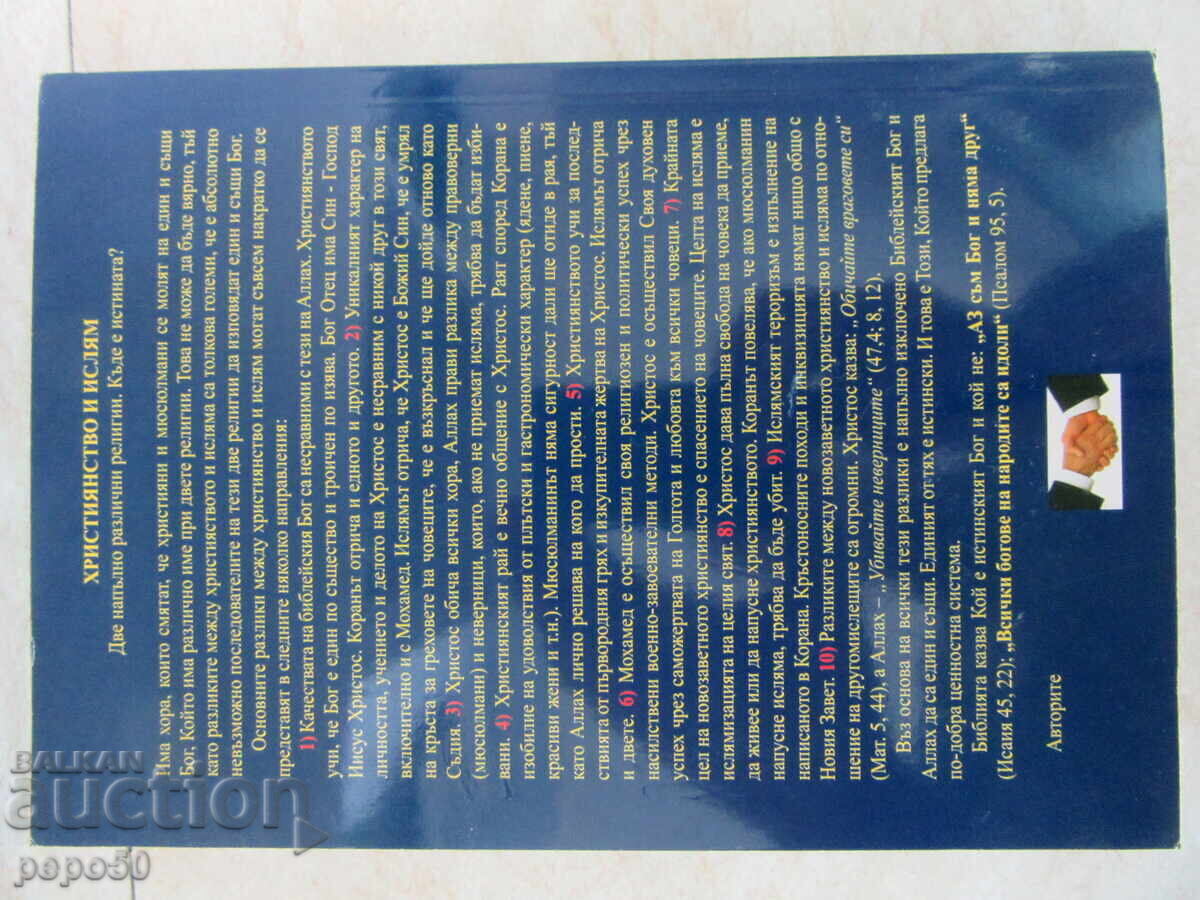 ХРИСТИЯНСТВО И ИСЛЯМ
Две напълно различни религии. Къде е истината?
Има хора, които смятат, че християни и мюсюлмани се молят на един и същи
Бог, Който има различно име при двете религии. Това не може да бъде вярно, тъй
като разликите между християнството и исляма са толкова големи, че е абсолютно
невъзможно последователите на тези две религии да изповядат един и същи Бог.
Основните разлики между християнство и ислям могат съвсем накратко да се
представят в следните няколко направления:
1) Качествата на библейския Бог са несравними с тези на Аллах. Християнството
учи, че Бог е един по същество и троичен по изява. Бог Отец има Син - Господ
Иисус Христос. Коранът отрича и едното и другото. 2) Уникалният характер на
личността, учението и делото на Христос е несравним с никой друг в този свят,
включително и с Мохамед. Ислямът отрича, че Христос е Божий Син, че е умрял
на кръста за греховете на човеците, че е възкръснал и че ще дойде отново като
Съдия. 3) Христос обича всички хора, Аллах прави разлика между правоверни
(мюсюлмани) и неверници, които, ако не приемат исляма, трябва да бъдат изби-
вани. 4) Християнският рай е вечно общение с Христос. Раят според Корана е
изобилие на удоволствия от плътски и гастрономически характер (ядене, пиене,
красиви жени и т.н.). Мюсюлманинът няма сигурност дали ще отиде в рая, тъй
като Аллах лично решава на кого да прости. 5) Християнството учи за послед-
ствията от първородния грях и изкупителната жертва на Христос. Ислямът отрича
и двете. 6) Мохамед е осъществил своя религиозен и политически успех чрез
насилствени военно-завоевателни методи. Христос е осъществил Своя духовен
успех чрез саможертвата на Голгота и любовта към всички човеци. 7) Крайната
цел на новозаветното християнство е спасението на човеците. Целта на исляма е
ислямизацията на целия свят. 8) Христос дава пълна свобода на човека да приеме,
да живее или да напусне християнството. Коранът повелява, че ако мюсюлманин
напусне исляма, трябва да бъде убит. 9) Ислямският тероризъм е изпълнение на
написаното в Корана. Кръстоносните походи и инквизицията нямат нищо общо с
Новия Завет. 10) Разликите между новозаветното християнство и исляма по отно-
шение на другомислещите са огромни. Христос казва: „Обичайте враговете си“
(Мат. 5, 44), а Аллах – „Убивайте неверниците“ (47,4; 8, 12).
Въз основа на всички тези разлики е напълно изключено Библейският Бог и
Аллах да са един и същи. Единият от тях е истински. И това е Този, Който предлага
по-добра ценностна система.
Библията казва Кой е истинският Бог и кой не: „АЗ съм Бог и няма друг“
(Исаия 45, 22); „Всички богове на народите са идоли“ (Псалом 95, 5).
Авторите
BALKAN
auction
pepo50